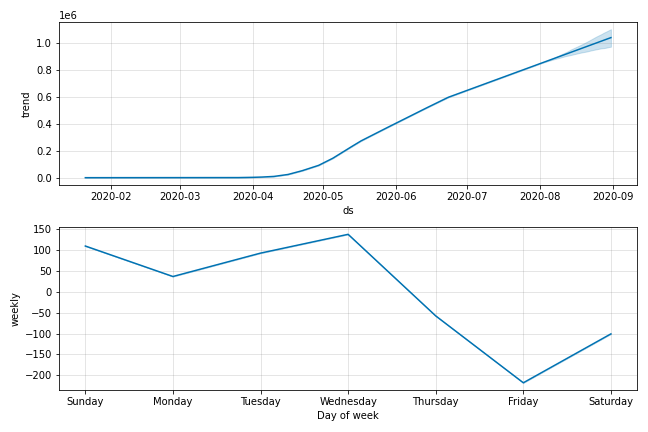 1e6
1.0
0.8
0.6
0.4
0.2
0.0
trend
2020-02 2020-03 2020-04 2020-05 2020-06 2020-07 2020-08 2020-09
ds
150
100
50
0
−50
−100
−150
−200
weekly
Sunday Monday Tuesday Wednesday Thursday Friday Saturday
Day of week